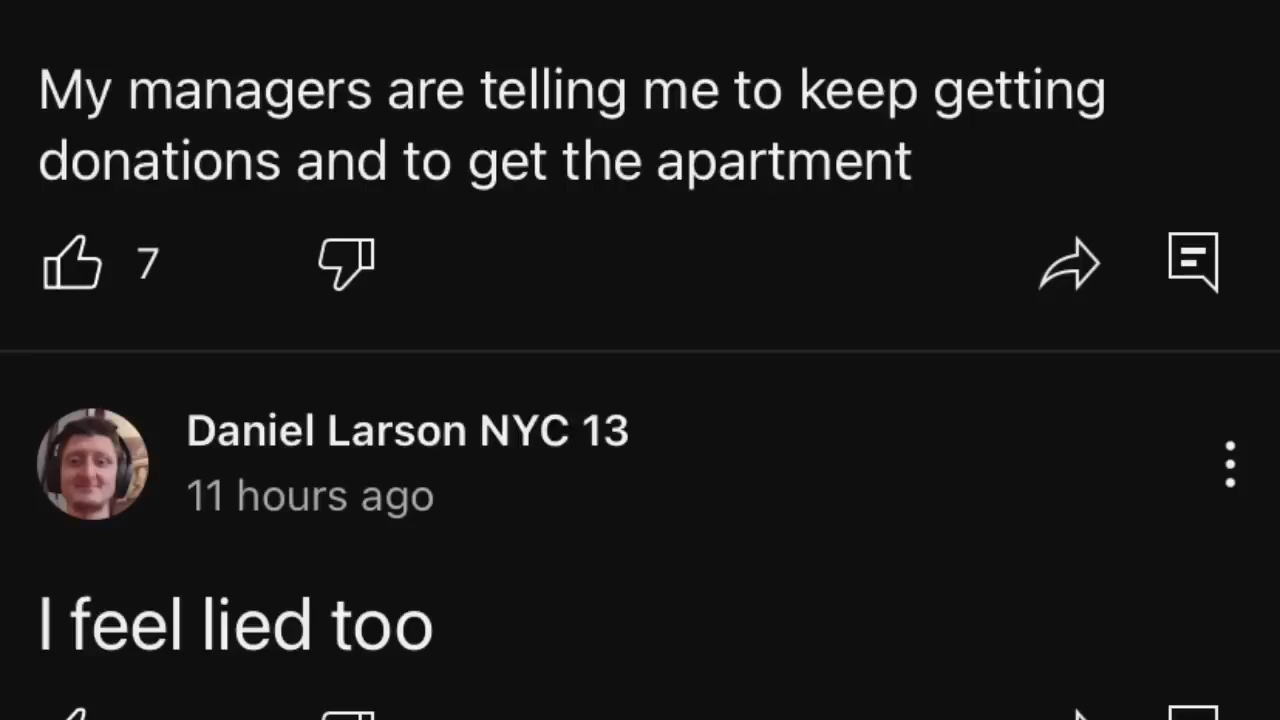 My managers are telling me to keep getting
donations and to get the apartment
7
Daniel Larson NYC 13
11 hours ago
I feel lied too